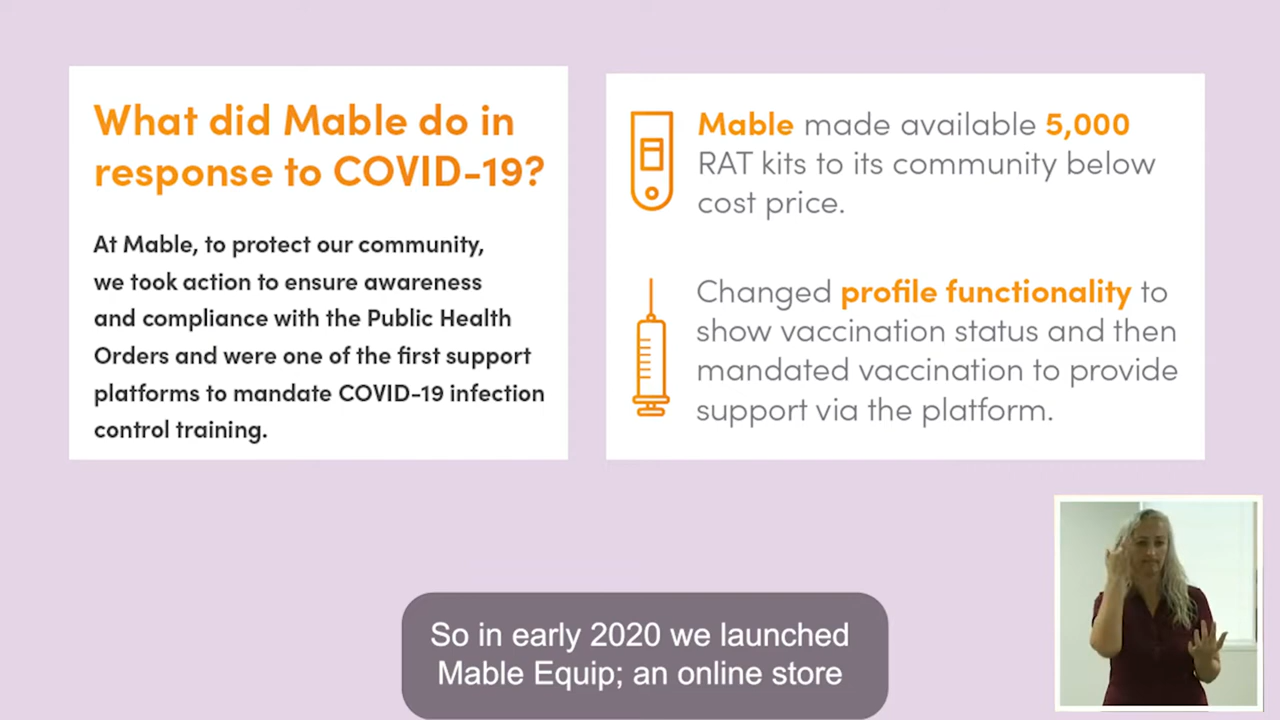 What did Mable do in
response to COVID-19?
At Mable, to protect our community,
we took action to ensure awareness
and compliance with the Public Health
Orders and were one of the first support
platforms to mandate COVID-19 infection
control training.
Mable made available 5,000
RAT kits to its community below
cost price.
Changed profile functionality to
show vaccination status and then
mandated vaccination to provide
support via the platform.
So in early 2020 we launched
Mable Equip; an online store